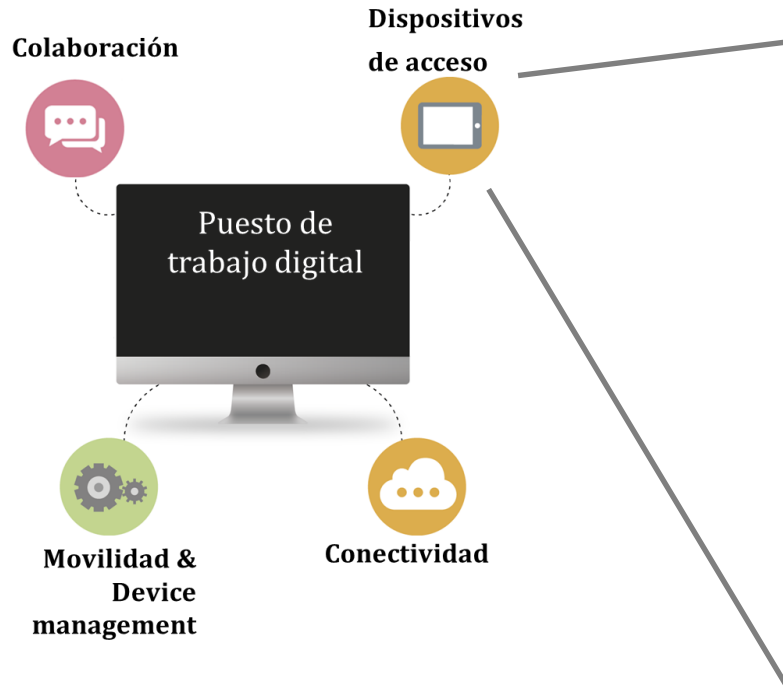 Colaboración
Dispositivos
de acceso
Puesto de
trabajo digital
Movilidad &
Device
management
Conectividad